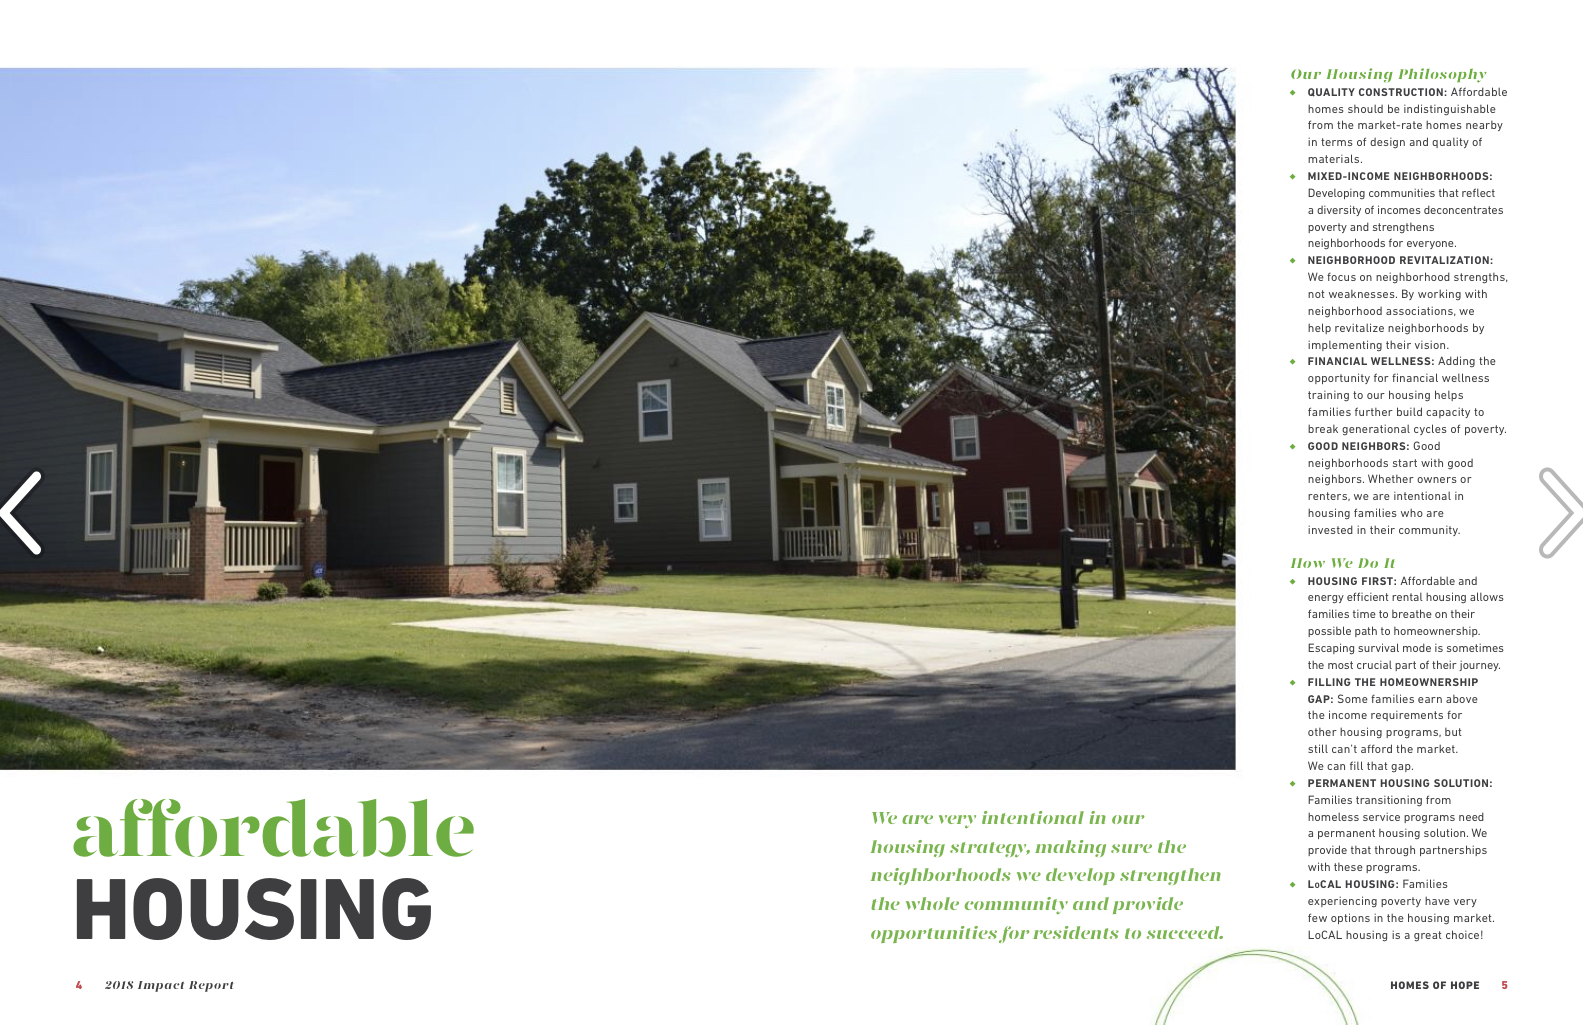 affordable
HOUSING
We are very intentional in our
housing strategy, making sure the
neighborhoods we develop strengthen
the whole community and provide
opportunities for residents to succeed.
4 2018 Impact Report
Our Housing Philosophy
QUALITY CONSTRUCTION: Affordable
homes should be indistinguishable
from the market-rate homes nearby
in terms of design and quality of
materials.
MIXED-INCOME NEIGHBORHOODS:
Developing communities that reflect
a diversity of incomes deconcentrates
poverty and strengthens
neighborhoods for everyone.
NEIGHBORHOOD REVITALIZATION:
We focus on neighborhood strengths,
not weaknesses. By working with
neighborhood associations, we
help revitalize neighborhoods by
implementing their vision.
FINANCIAL WELLNESS: Adding the
opportunity for financial wellness
training to our housing helps
families further build capacity to
break generational cycles of poverty.
GOOD NEIGHBORS: Good
neighborhoods start with good
neighbors. Whether owners or
renters, we are intentional in
housing families who are
invested in their community.
How We Do It
HOUSING FIRST: Affordable and
energy efficient rental housing allows
families time to breathe on their
possible path to homeownership.
Escaping survival mode is sometimes
the most crucial part of their journey.
FILLING THE HOMEOWNERSHIP
GAP: Some families earn above
the income requirements for
other housing programs, but
still can't afford the market.
We can fill that gap.
PERMANENT HOUSING SOLUTION:
Families transitioning from
homeless service programs need
a permanent housing solution. We
provide that through partnerships
with these programs.
LoCAL HOUSING: Families
experiencing poverty have very
few options in the housing market.
LoCAL housing is a great choice!
HOMES OF HOPE 5